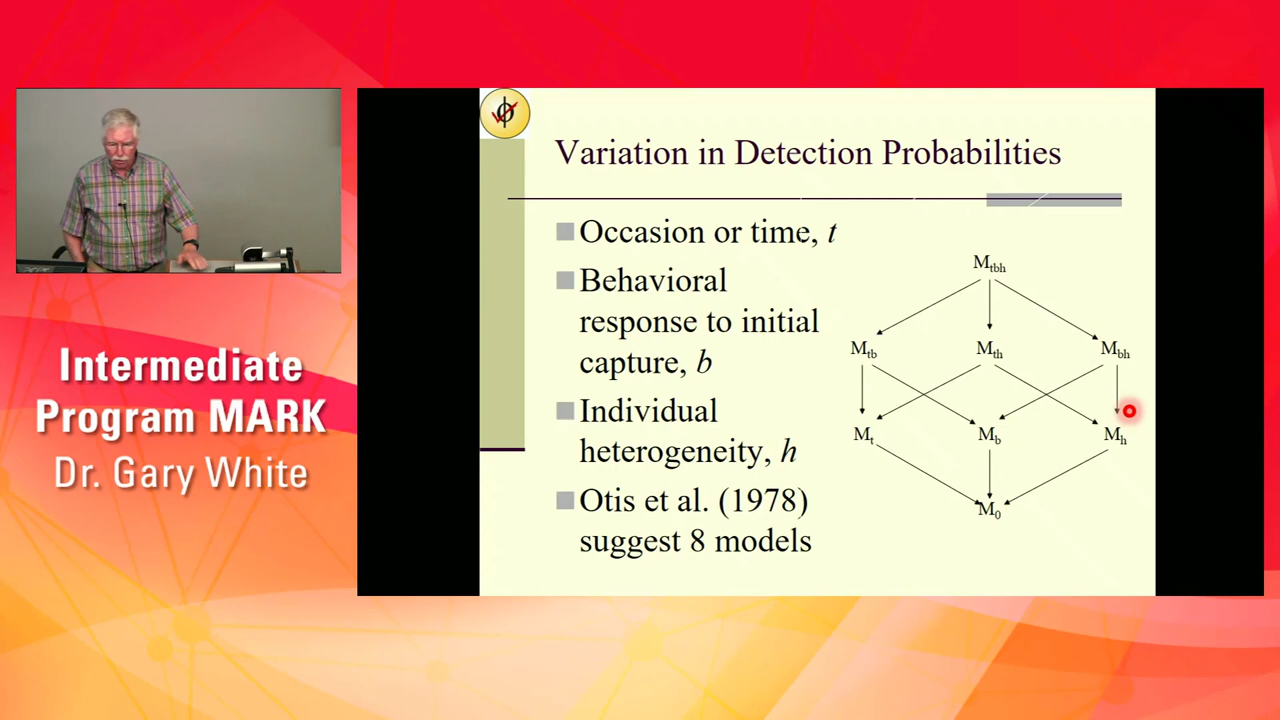 Intermediate
Program MARK
Dr. Gary White
Variation in Detection Probabilities
Occasion or time, t
Behavioral
response to initial
capture, b
Individual
heterogeneity, h
Otis et al. (1978)
suggest 8 models
Mtbh
Mtb Mth Mbh
Mt Mb Mh
M0